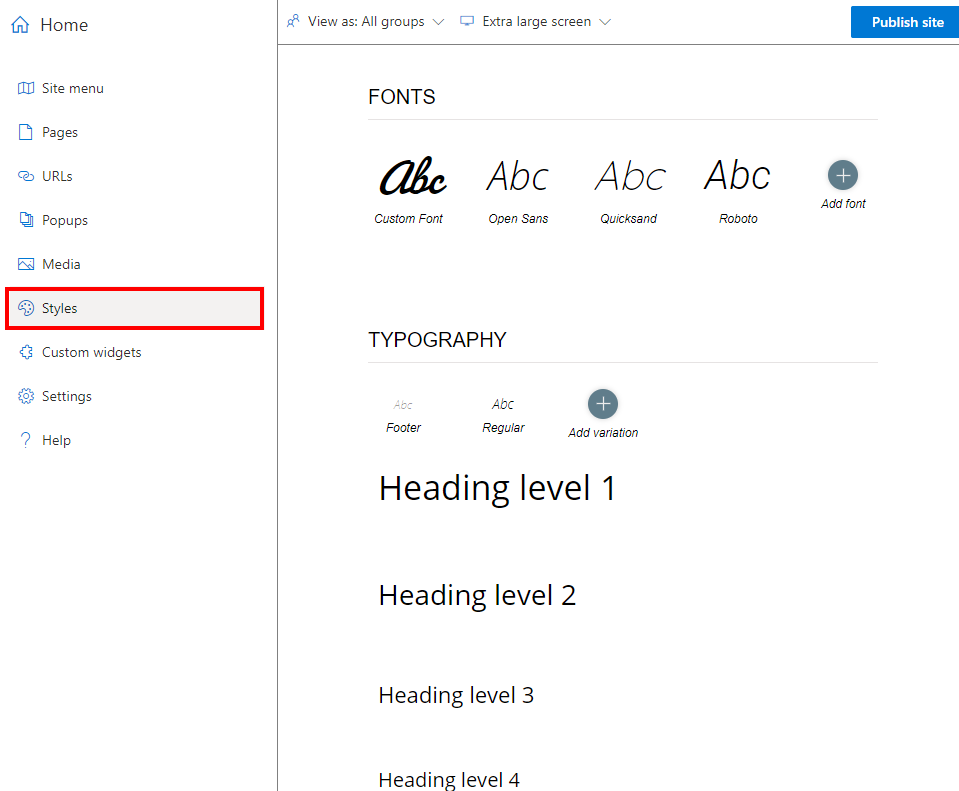 Home
Site menu
Pages
URLs
Popups
Media
Styles
Custom widgets
Settings
Help
View as: All groups
Extra large screen
Publish site
FONTS
Abc Abc Abc Abc
Custom Font Open Sans Quicksand Roboto Add font
TYPOGRAPHY
Abc Abc
Footer Regular Add variation
Heading level 1
Heading level 2
Heading level 3
Heading level 4